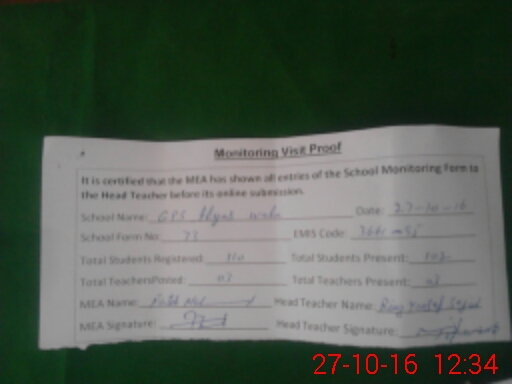 Monitoring Visit Proof
It is certified that the MEA has shown all entries of the School Monitoring Form to
the Head Teacher before its online submission.
School Name: GPS Date: 27-10-16
School Form No: 73 EMIS Code:
Total Students Registered: 110 Total Students Present: 102
Total TeachersPosted: 03 Total Teachers Present: 03
MEA Name: Head Teacher Name:
MEA Signature: Head Teacher Signature:
27-10-16 12:34